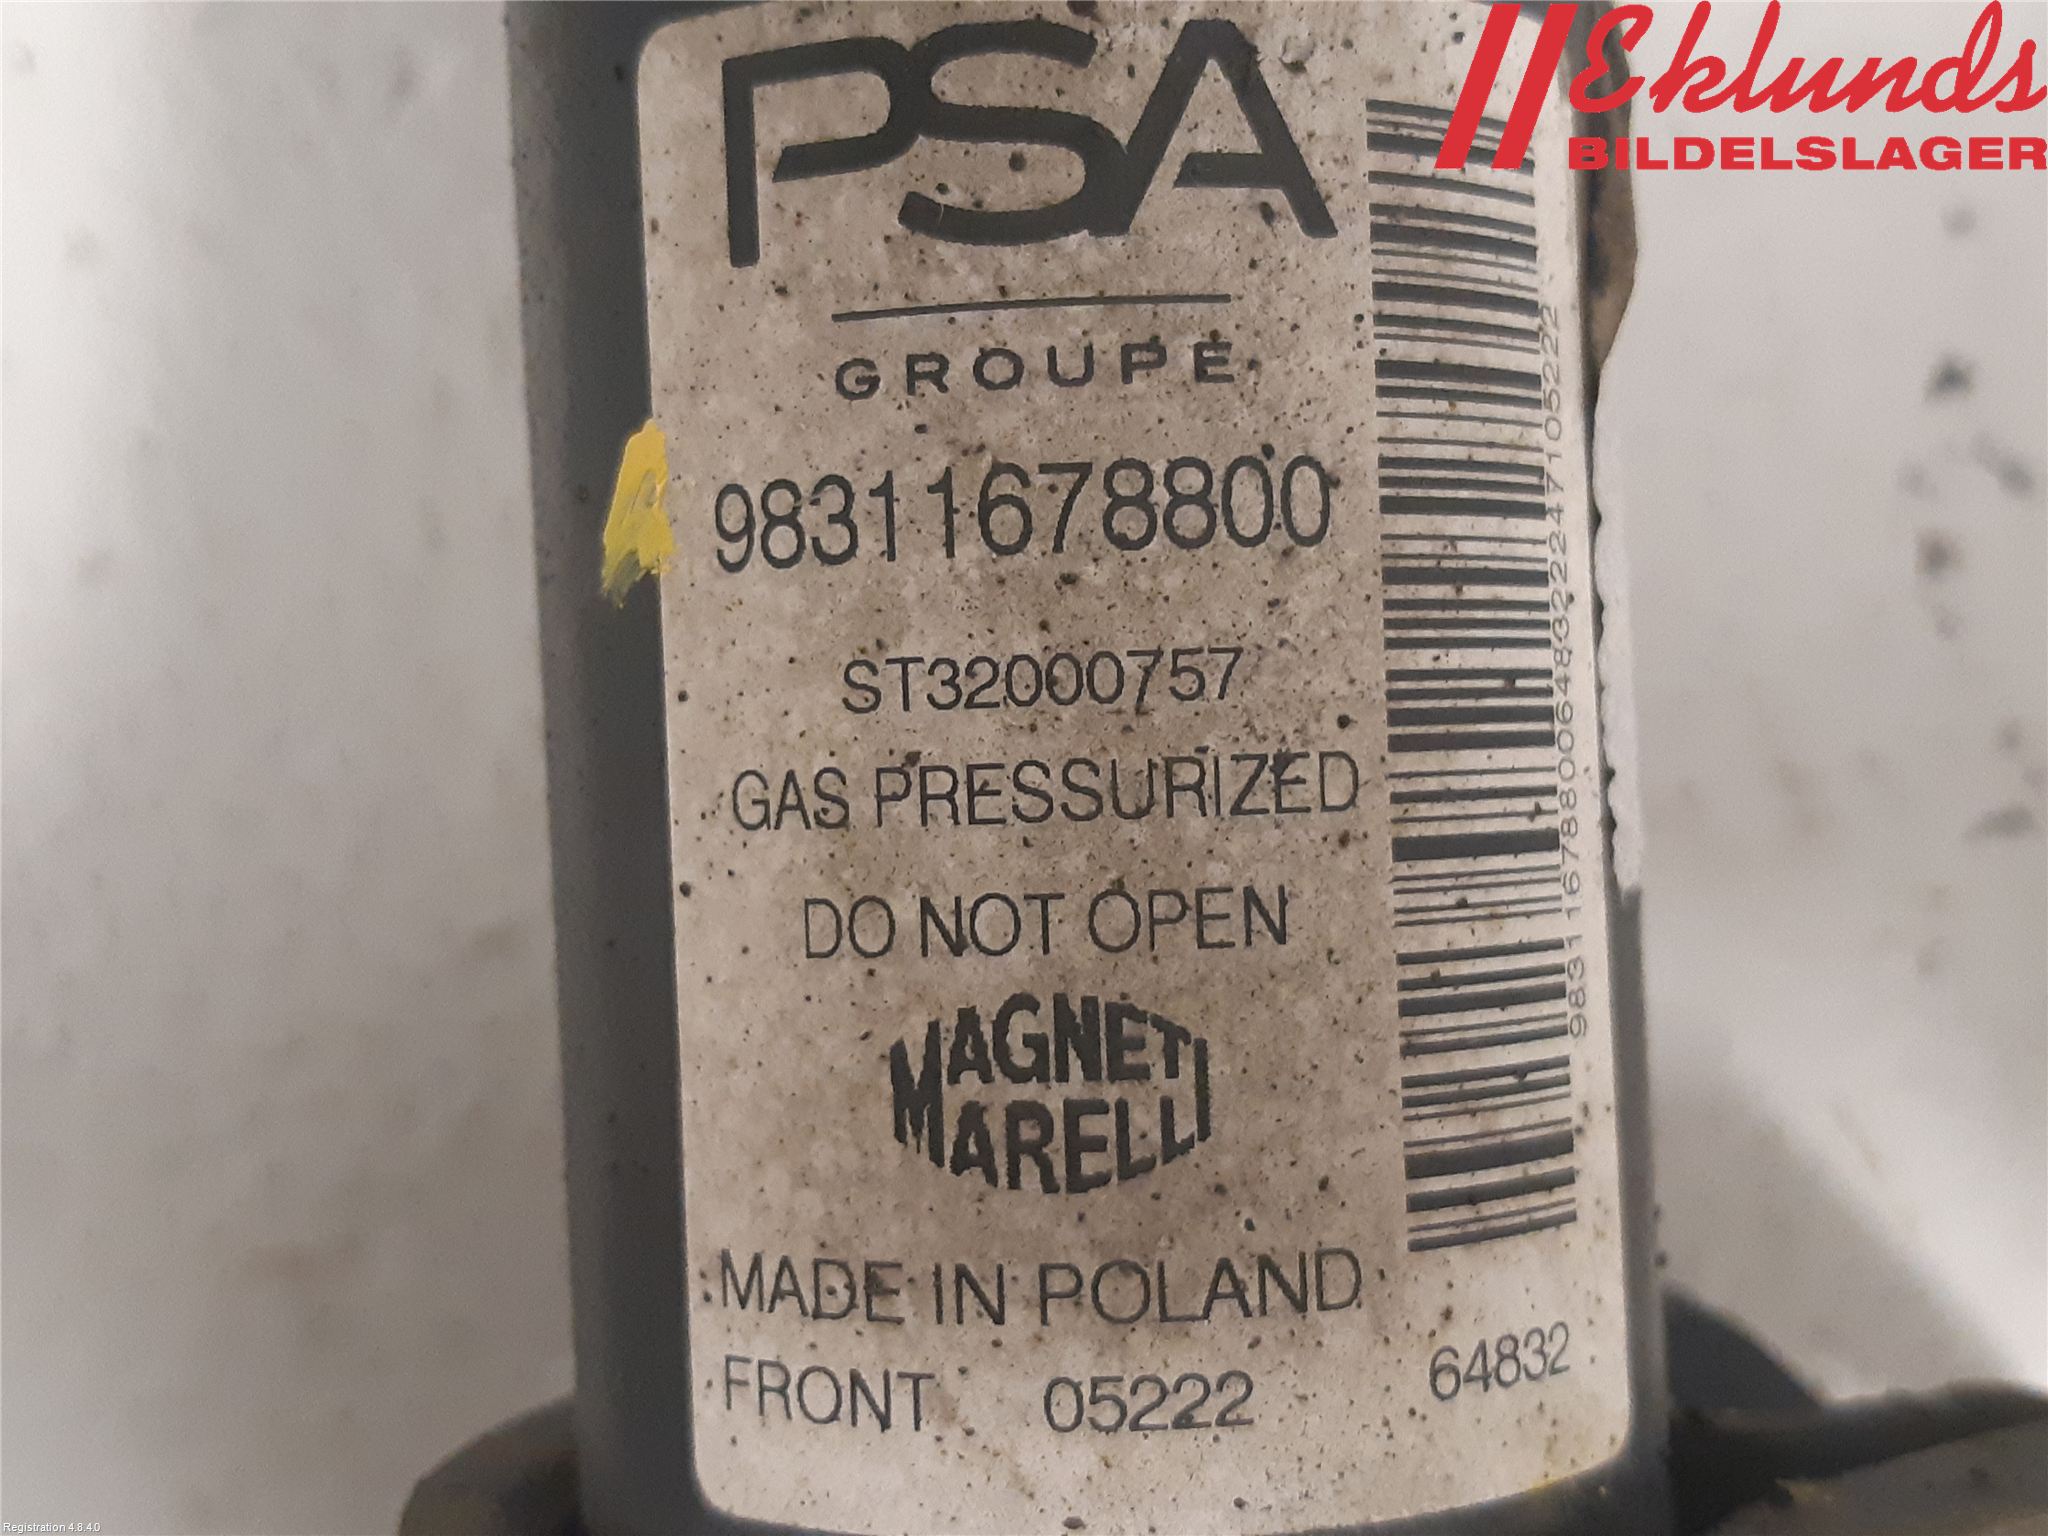 Eklunds
BILDELSLAGER
PSA
GROUPE
98311678800
ST32000757
GAS PRESSURIZED
DO NOT OPEN
MAGNETI
MARELLI
MADE IN POLAND
FRONT 05222
64832
Registration 4.8.4.0